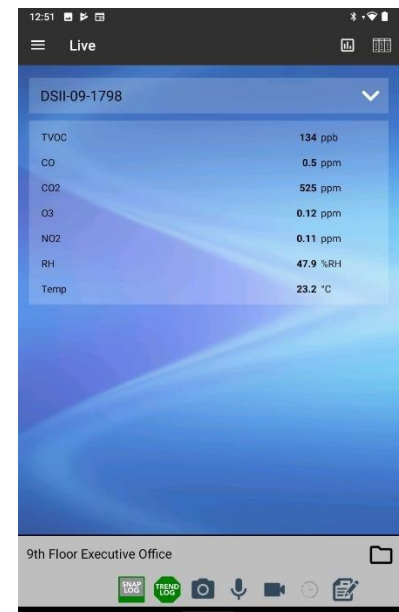 12:51
Live
DSII-09-1798
TVOC 134 ppb
CO 0.5 ppm
CO2 525 ppm
O3 0.12 ppm
NO2 0.11 ppm
RH 47.9 %RH
Temp 23.2 °C
9th Floor Executive Office
SNAP LOG TREND LOG